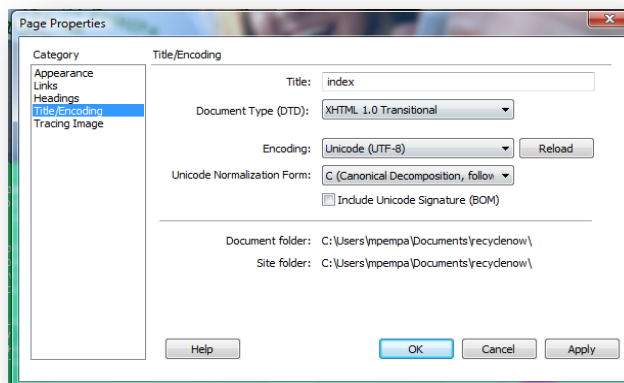 Page Properties
Category
Appearance
Links
Headings
Title/Encoding
Tracing Image
Title/Encoding
Title: index
Document Type (DTD): XHTML 1.0 Transitional
Encoding: Unicode (UTF-8) Reload
Unicode Normalization Form: C (Canonical Decomposition, follow
Include Unicode Signature (BOM)
Document folder: C:\Users\mpempa\Documents\recyclenow\
Site folder: C:\Users\mpempa\Documents\recyclenow\
Help OK Cancel Apply